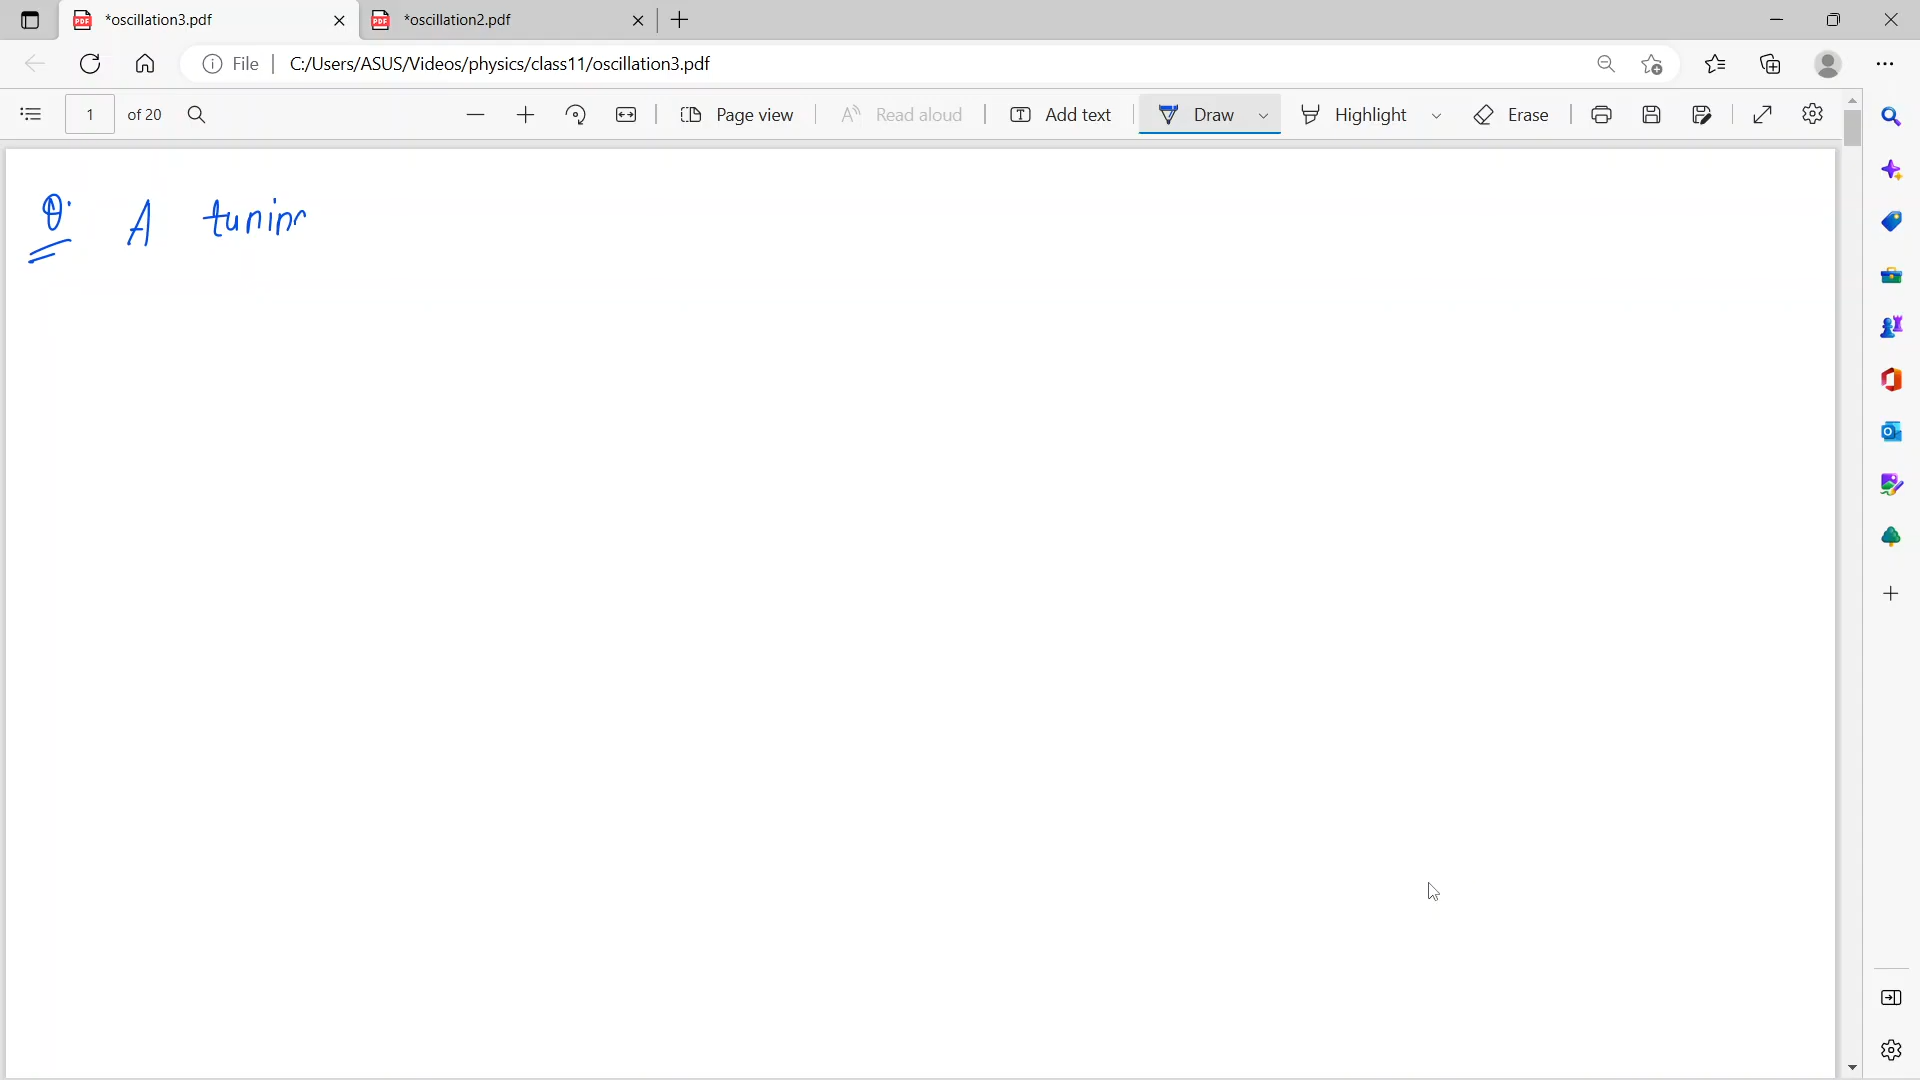 *oscillation3.pdf
*oscillation2.pdf
File | C:/Users/ASUS/Videos/physics/class11/oscillation3.pdf
1 of 20 Page view Read aloud Add text Draw Highlight Erase
Q. A